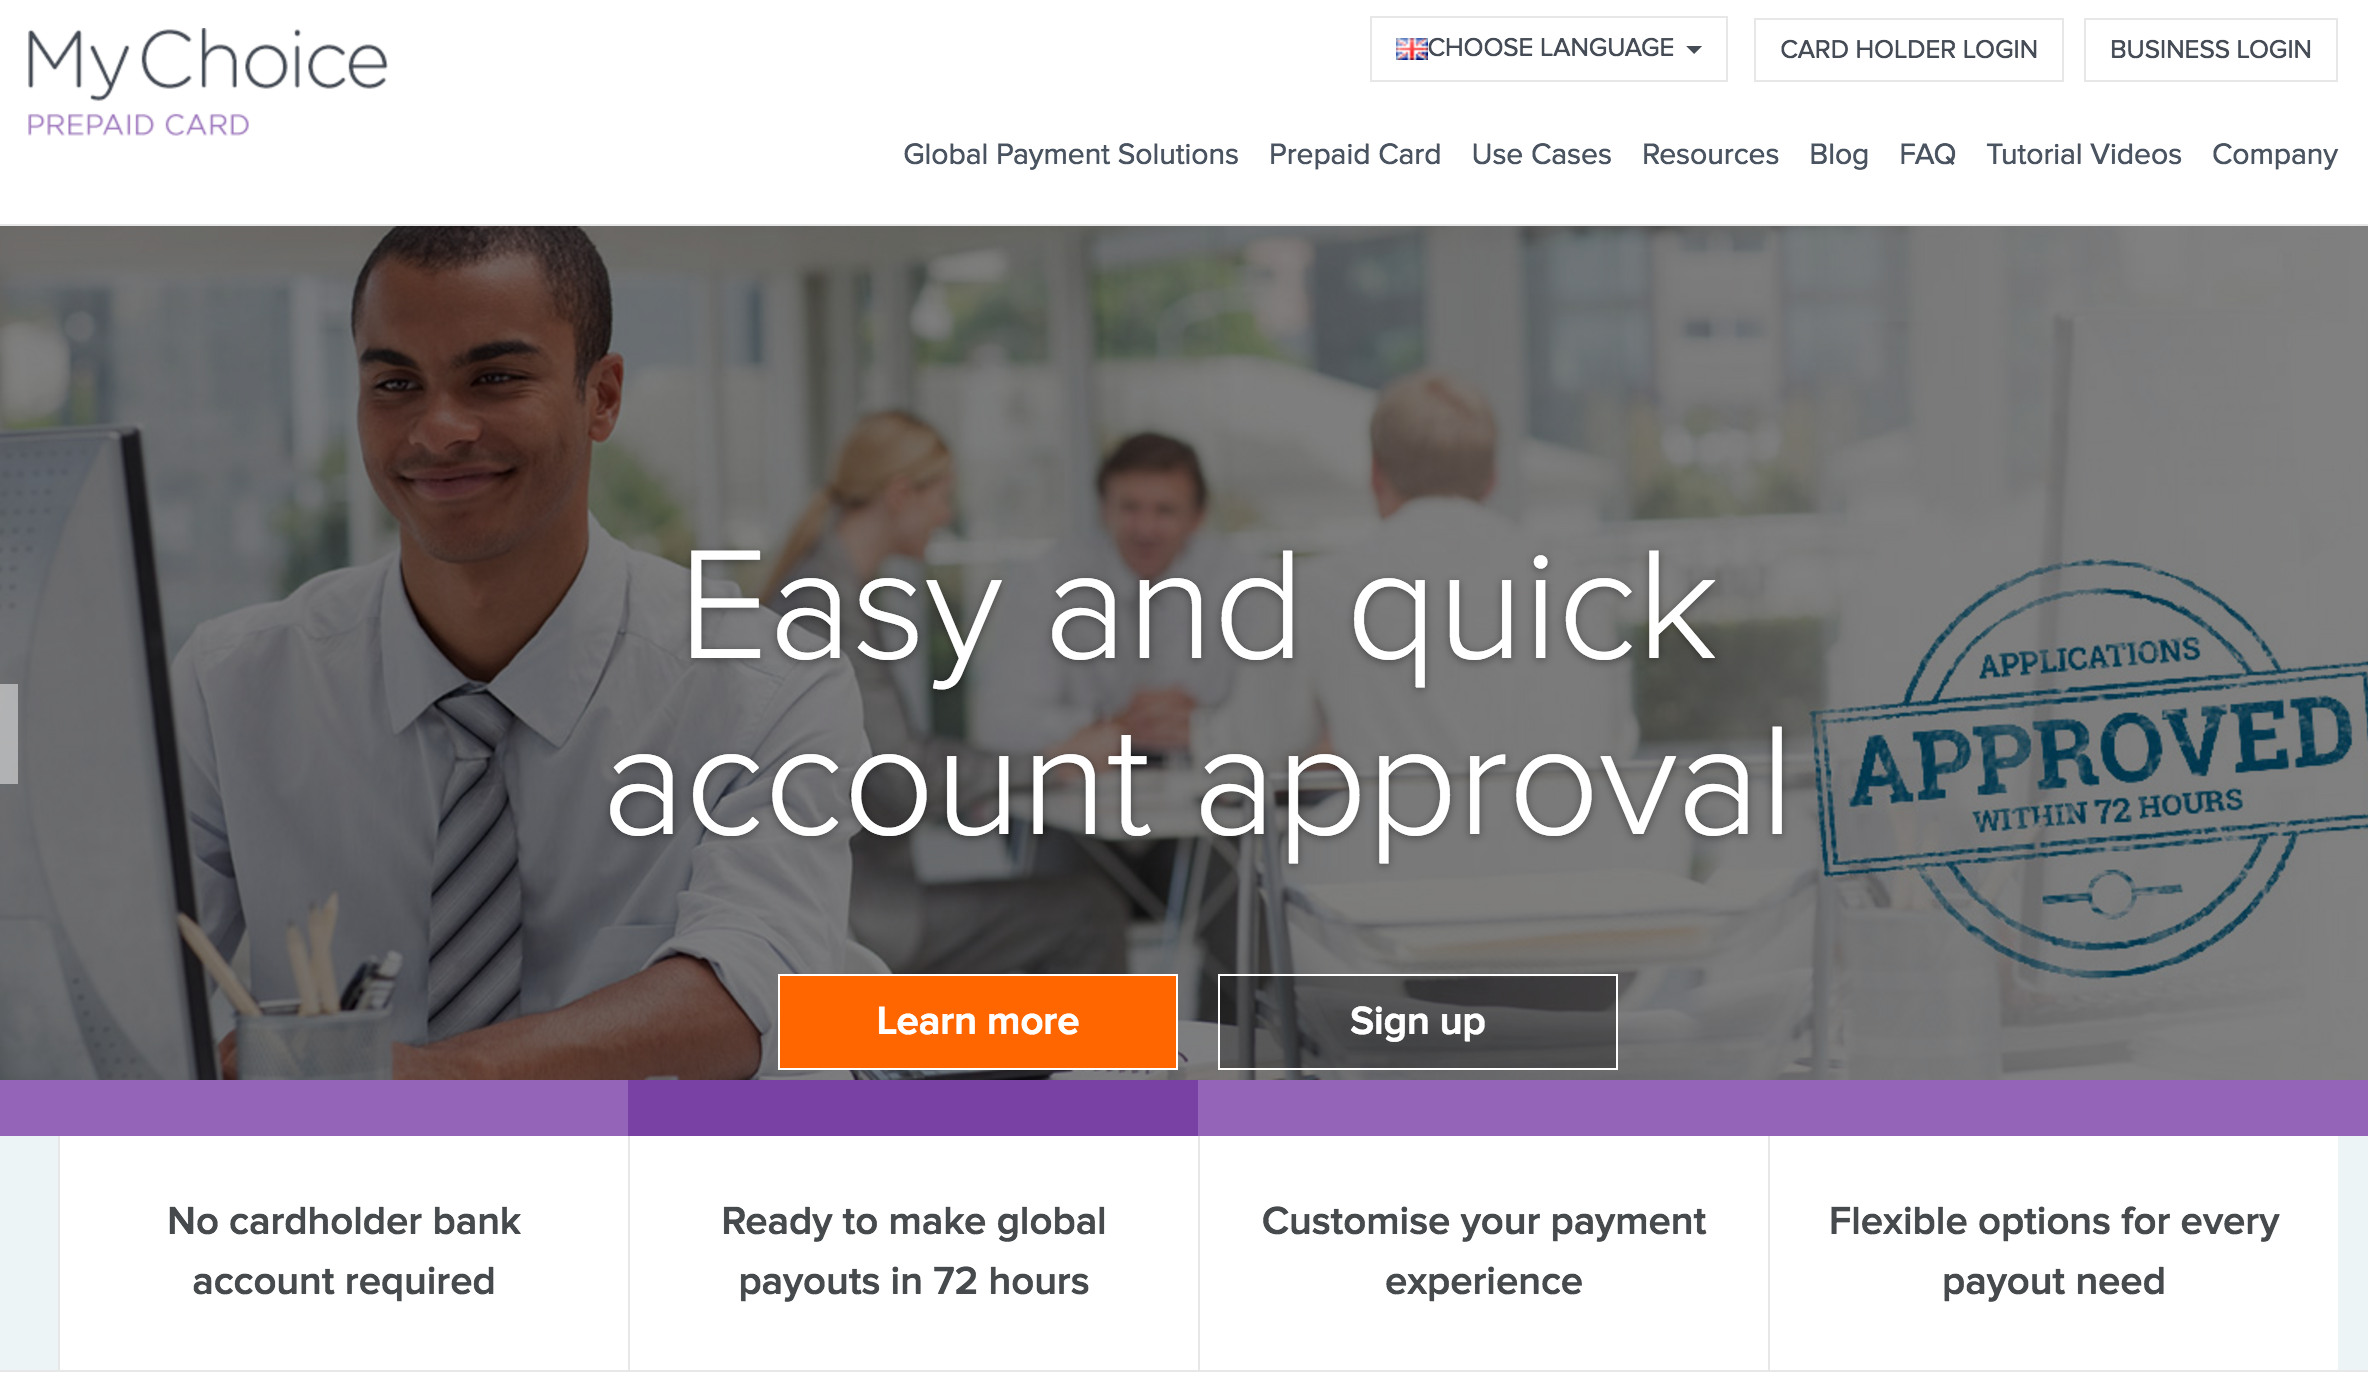 My Choice
PREPAID CARD
CHOOSE LANGUAGE
CARD HOLDER LOGIN
BUSINESS LOGIN
Global Payment Solutions
Prepaid Card
Use Cases
Resources
Blog
FAQ
Tutorial Videos
Company
Easy and quick
account approval
APPLICATIONS
APPROVED
WITHIN 72 HOURS
Learn more
Sign up
No cardholder bank
account required
Ready to make global
payouts in 72 hours
Customise your payment
experience
Flexible options for every
payout need